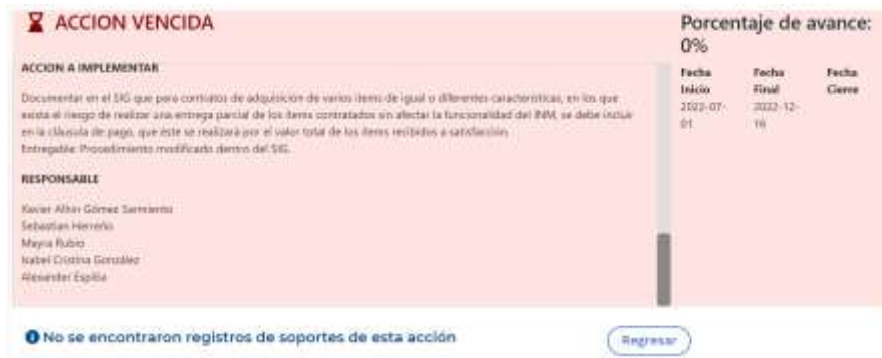 ACCION VENCIDA
Porcentaje de avance:
0%
ACCION A IMPLEMENTAR
Fecha Inicio
Fecha Final
Fecha Cierre
2022-07-01
2022-12-16
Documentar en el SIG que para contratos de adquisición de varios ítems de igual o diferentes características, en los que
exista el riesgo de realizar una entrega parcial de los ítems contratados sin afectar la funcionalidad del INM, se debe incluir
en la cláusula de pago, que éste se realizará por el valor total de los ítems recibidos a satisfacción.
Entregable: Procedimiento modificado dentro del SIG.
RESPONSABLE
Xavier Gómez Sarmiento
Sebastian Herreño
Mayra Rubio
Isabel Cristina González
Alexander
No se encontraron registros de soportes de esta acción
Regresar